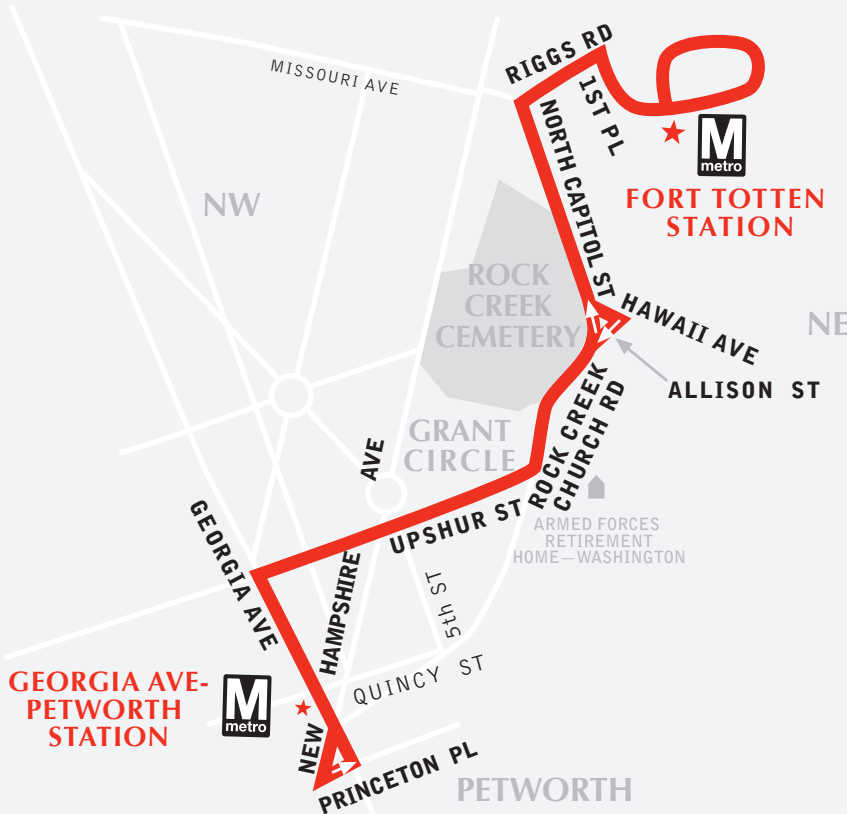 RIGGS RD
MISSOURI AVE
1ST PL
M
metro
NORTH CAPITOL ST
FORT TOTTEN
STATION
NW
ROCK
CREEK
CEMETERY
HAWAII AVE
NE
ALLISON ST
ROCK CREEK
CHURCH RD
GRANT
CIRCLE
AVE
UPSHUR ST
ARMED FORCES
RETIREMENT
HOME—WASHINGTON
GEORGIA AVE
HAMPSHIRE
5th ST
QUINCY ST
GEORGIA AVE-
PETWORTH
STATION
M
metro
NEW
PRINCETON PL
PETWORTH